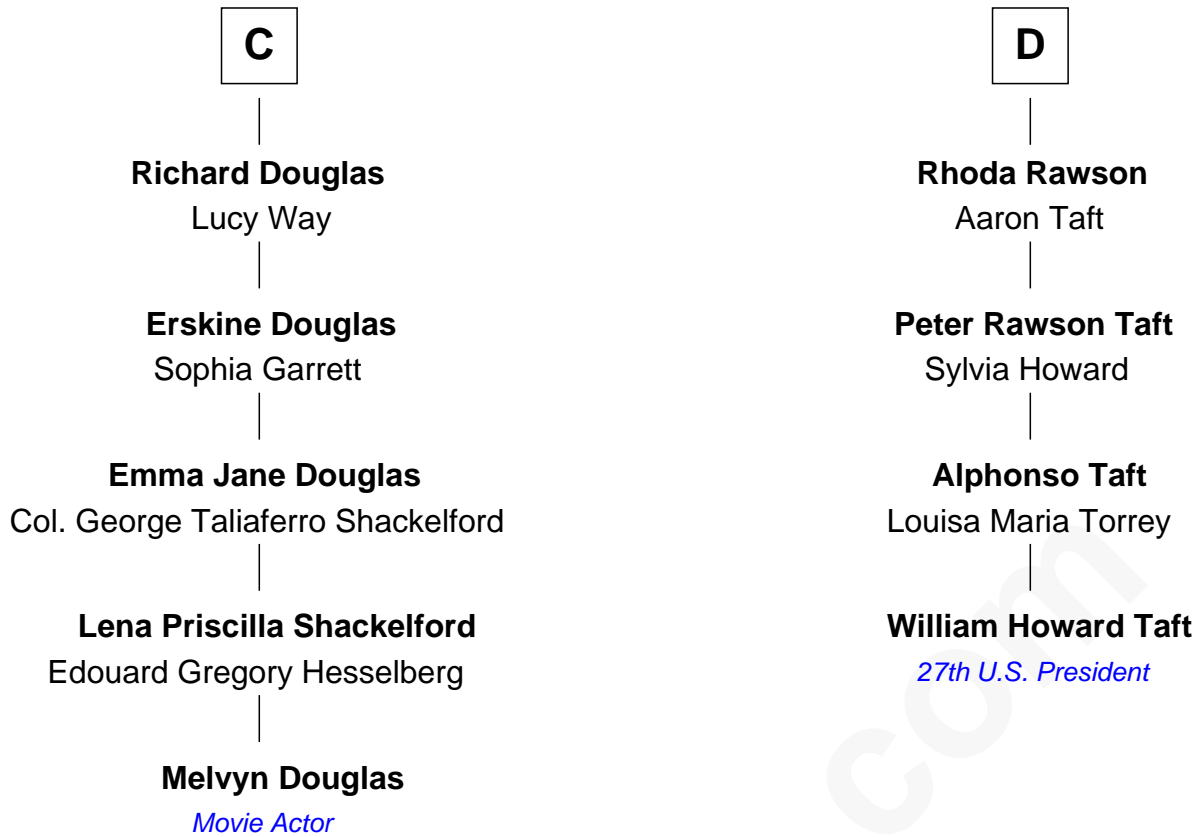 C
Richard Douglas
Lucy Way
Erskine Douglas
Sophia Garrett
Emma Jane Douglas
Col. George Taliaferro Shackelford
Lena Priscilla Shackelford
Edouard Gregory Hesselberg
Melvyn Douglas
Movie Actor
D
Rhoda Rawson
Aaron Taft
Peter Rawson Taft
Sylvia Howard
Alphonso Taft
Louisa Maria Torrey
William Howard Taft
27th U.S. President
com